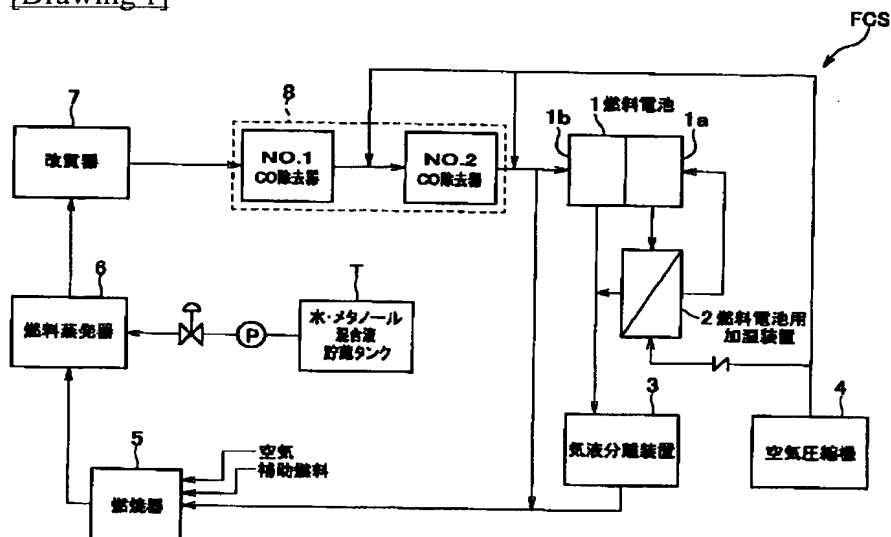 [Drawing 1]
FCS
7
改質器
8
NO.1
CO除去器
NO.2
CO除去器
1 燃料電池
1b
1a
6
燃料蒸発器
P
T
水・メタノール
混合液
貯蔵タンク
2 燃料電池用
加湿装置
3
気液分離装置
4
空気圧縮機
5
燃焼器
空気
補助燃料